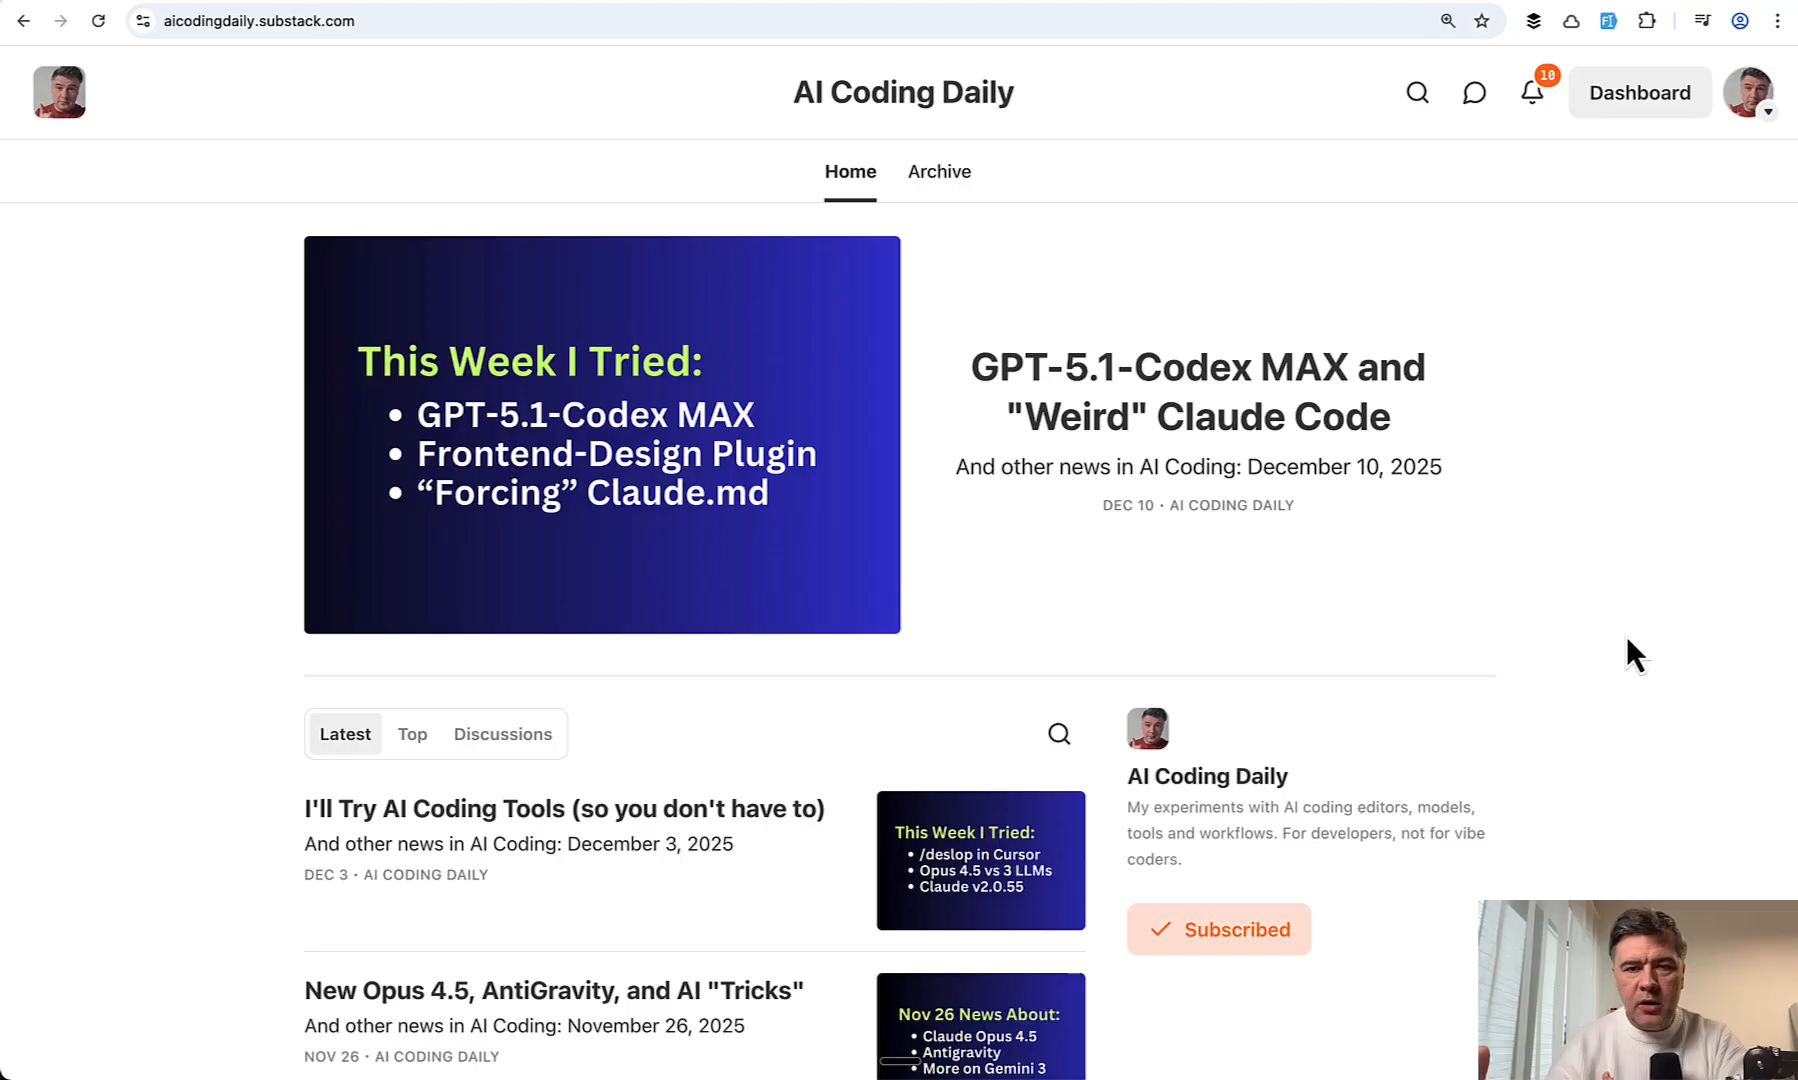 aicodingdaily.substack.com
AI Coding Daily
10
Dashboard
Home
Archive
This Week I Tried:
• GPT-5.1-Codex MAX
• Frontend-Design Plugin
• “Forcing” Claude.md
GPT-5.1-Codex MAX and
"Weird" Claude Code
And other news in AI Coding: December 10, 2025
DEC 10 • AI CODING DAILY
Latest
Top
Discussions
I'll Try AI Coding Tools (so you don't have to)
And other news in AI Coding: December 3, 2025
DEC 3 • AI CODING DAILY
This Week I Tried:
• /deslop in Cursor
• Opus 4.5 vs 3 LLMs
• Claude v2.0.55
New Opus 4.5, AntiGravity, and AI "Tricks"
And other news in AI Coding: November 26, 2025
NOV 26 • AI CODING DAILY
Nov 26 News About:
• Claude Opus 4.5
• Antigravity
• More on Gemini 3
AI Coding Daily
My experiments with AI coding editors, models,
tools and workflows. For developers, not for vibe
coders.
Subscribed